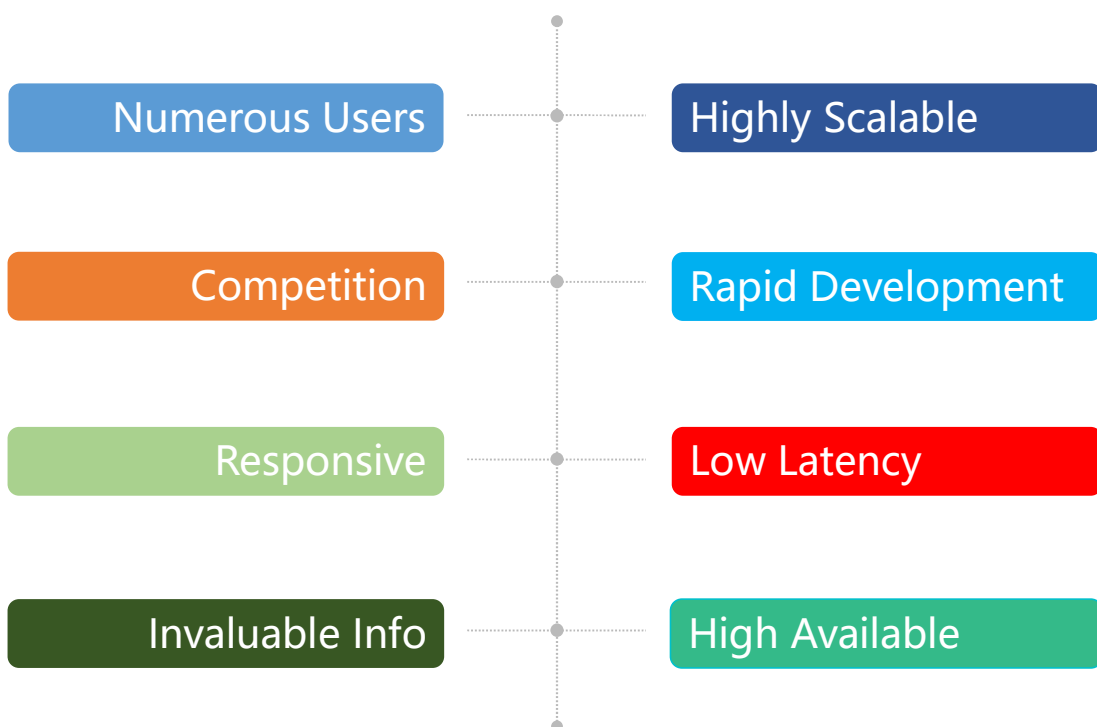 Numerous Users
Highly Scalable
Competition
Rapid Development
Responsive
Low Latency
Invaluable Info
High Available